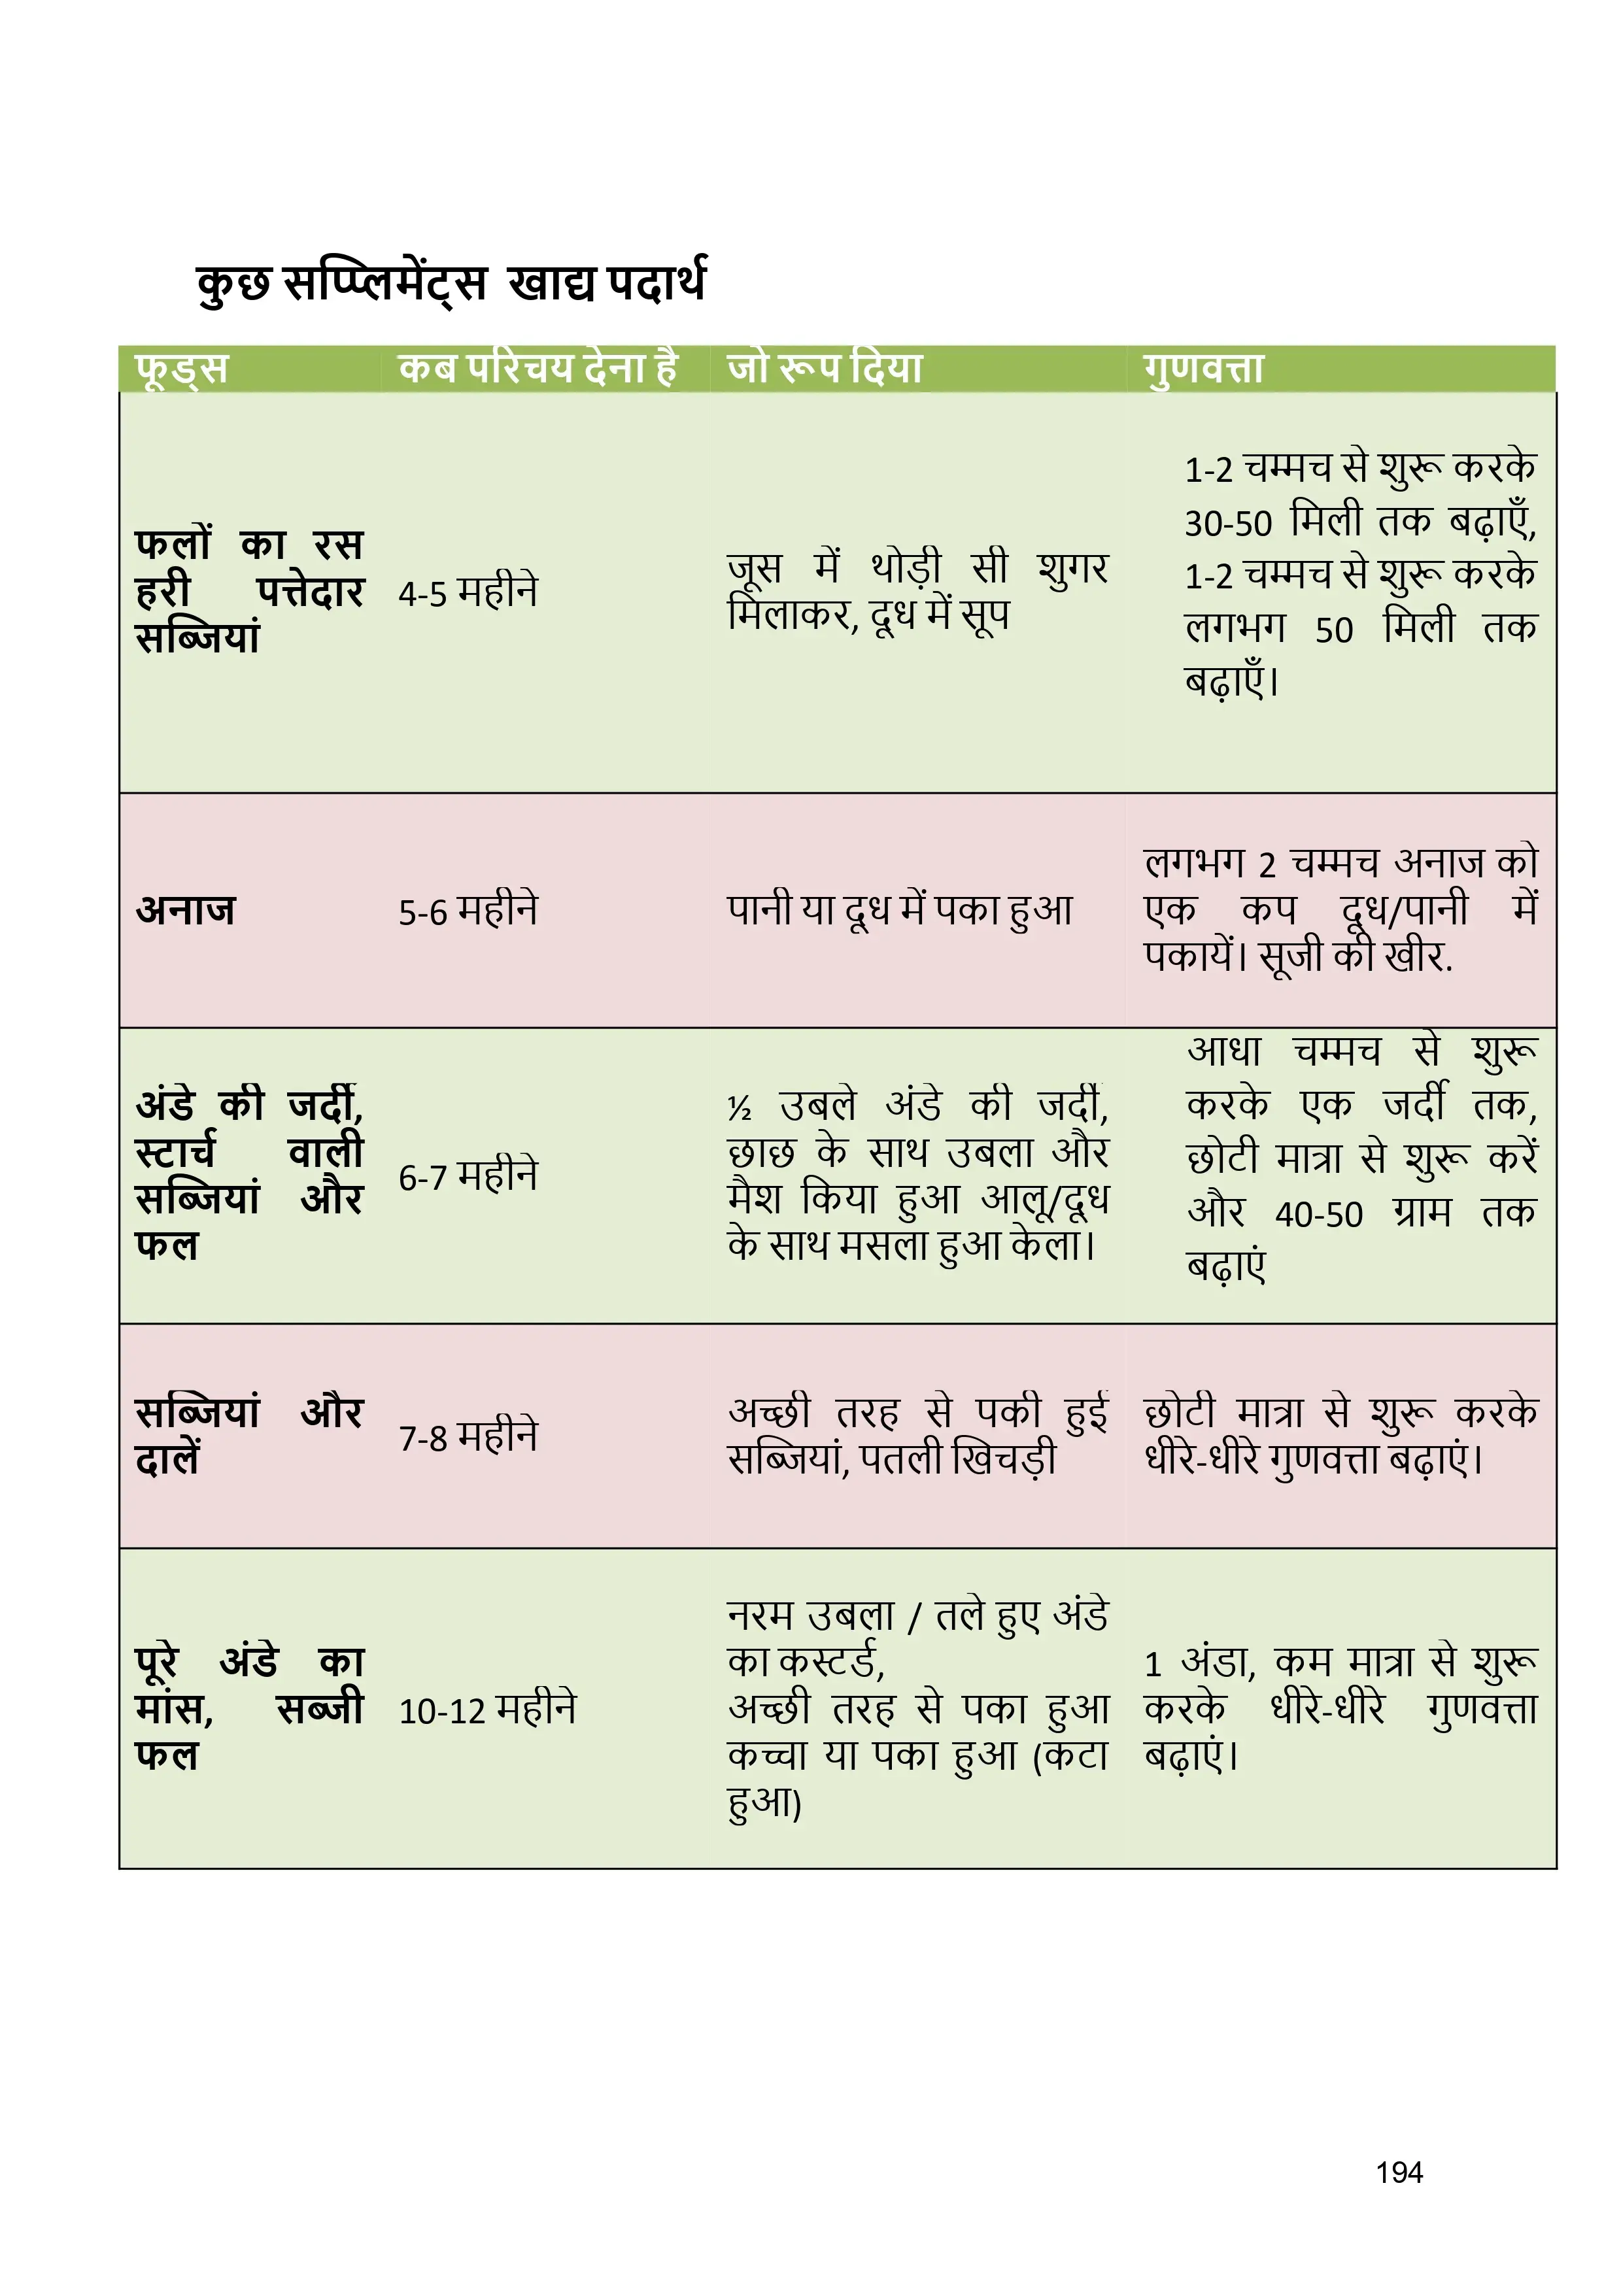 कुछ सप्प्लिमेंट्स खाद्य पदार्थ
फूड्स कब परिचय देना है जो रूप दिया गुणवत्ता
फलों का रस
हरी पत्तेदार
सब्जियां
4-5 महीने
जूस में थोड़ी सी शुगर
मिलाकर, दूध में सूप
1-2 चम्मच से शुरू करके
30-50 मिली तक बढ़ाएँ,
1-2 चम्मच से शुरू करके
लगभग 50 मिली तक
बढ़ाएँ।
अनाज
5-6 महीने
पानी या दूध में पका हुआ
लगभग 2 चम्मच अनाज को
एक कप दूध/पानी में
पकायें। सूजी की खीर.
अंडे की जर्दी,
स्टार्च वाली
सब्जियां और
फल
6-7 महीने
½ उबले अंडे की जर्दी,
छाछ के साथ उबला और
मैश किया हुआ आलू/दूध
के साथ मसला हुआ केला।
आधा चम्मच से शुरू
करके एक जर्दी तक,
छोटी मात्रा से शुरू करें
और 40-50 ग्राम तक
बढ़ाएं
सब्जियां और
दालें
7-8 महीने
अच्छी तरह से पकी हुई
सब्जियां, पतली खिचड़ी
छोटी मात्रा से शुरू करके
धीरे-धीरे गुणवत्ता बढ़ाएं।
पूरे अंडे का
मांस, सब्जी
फल
10-12 महीने
नरम उबला / तले हुए अंडे
का कस्टर्ड,
अच्छी तरह से पका हुआ
कच्चा या पका हुआ (कटा
हुआ)
1 अंडा, कम मात्रा से शुरू
करके धीरे-धीरे गुणवत्ता
बढ़ाएं।
194